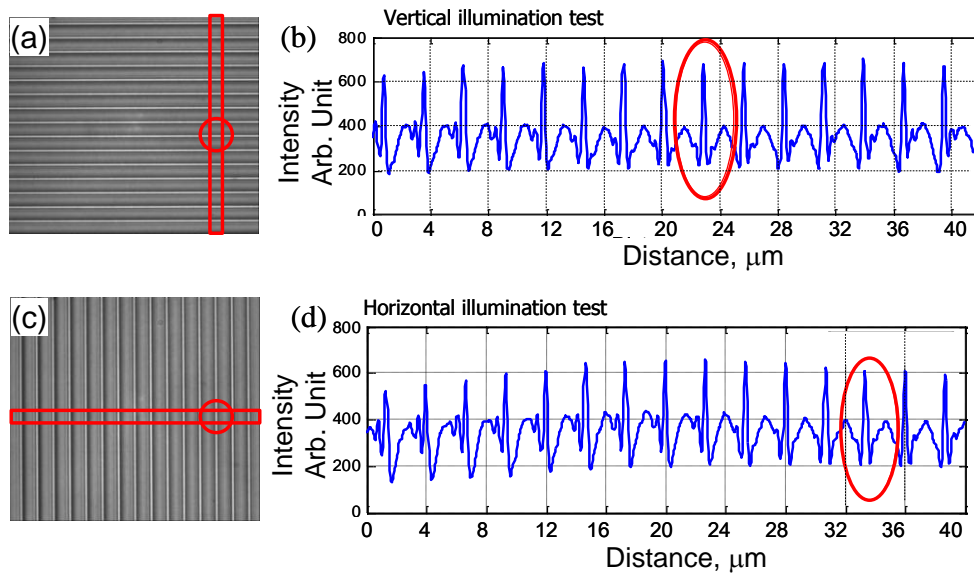 (a)
(b)
Vertical illumination test
800
600
400
200
0
Intensity
Arb. Unit
0 4 8 12 16 20 24 28 32 36 40
Distance, μm
(c)
(d)
Horizontal illumination test
800
600
400
200
0
Intensity
Arb. Unit
0 4 8 12 16 20 24 28 32 36 40
Distance, μm